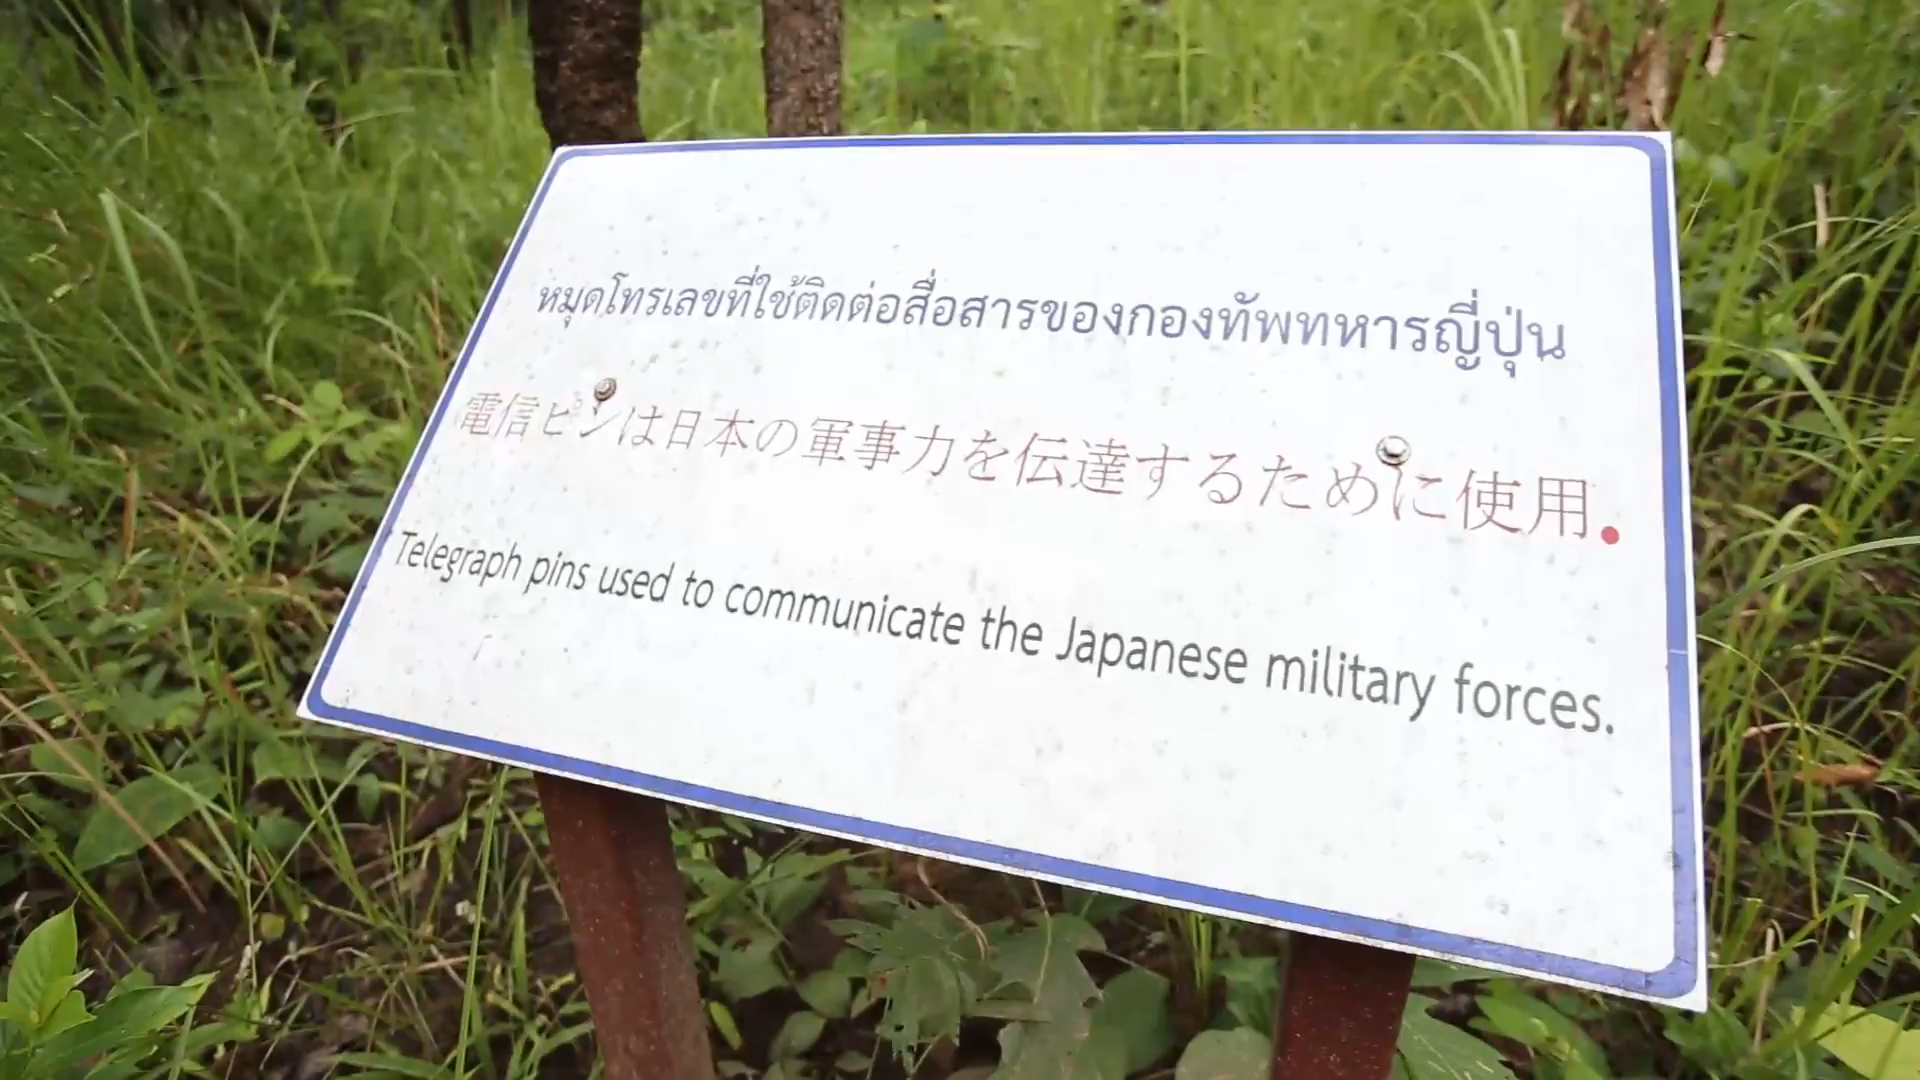 หมุดโทรเลขที่ใช้ติดต่อสื่อสารของกองทัพทหารญี่ปุ่น
電信ピンは日本の軍事力を伝達するために使用.
Telegraph pins used to communicate the Japanese military forces.